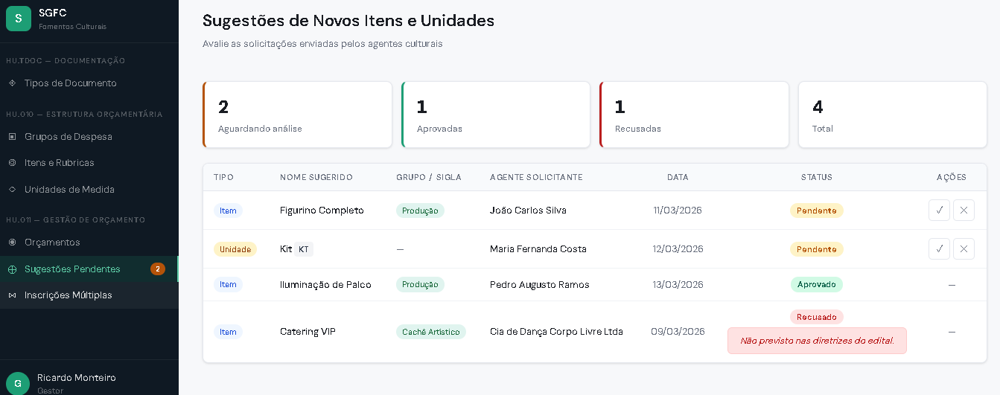 S
SGFC
Fomentos Culturais
HU.TDOC — DOCUMENTAÇÃO
Tipos de Documento
HU.010 — ESTRUTURA ORÇAMENTÁRIA
Grupos de Despesa
Itens e Rubricas
Unidades de Medida
HU.011 — GESTÃO DE ORÇAMENTO
Orçamentos
Sugestões Pendentes 2
Inscrições Múltiplas
G
Ricardo Monteiro
Gestor
Sugestões de Novos Itens e Unidades
Avalie as solicitações enviadas pelos agentes culturais
2
Aguardando análise
1
Aprovadas
1
Recusadas
4
Total
TIPO NOME SUGERIDO GRUPO / SIGLA AGENTE SOLICITANTE DATA STATUS AÇÕES
Item Figurino Completo Produção João Carlos Silva 11/03/2026 Pendente ✓ ✕
Unidade Kit KT — Maria Fernanda Costa 12/03/2026 Pendente ✓ ✕
Item Iluminação de Palco Produção Pedro Augusto Ramos 13/03/2026 Aprovado —
Item Catering VIP Cachê Artístico Cia de Dança Corpo Livre Ltda 09/03/2026 Recusado —
Não previsto nas diretrizes do edital.